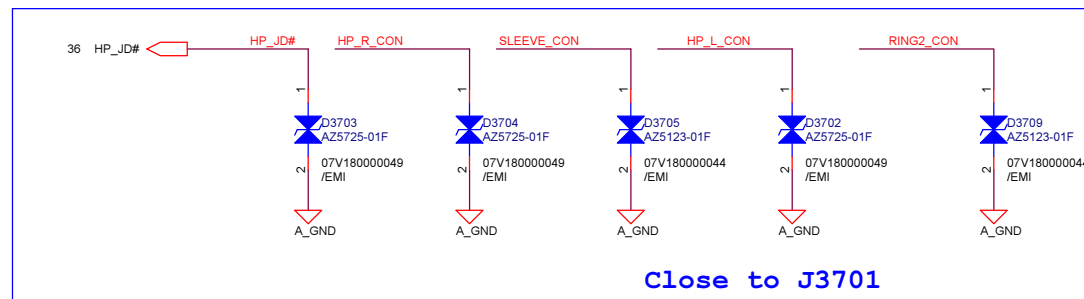 36 HP_JD# HP_JD# HP_R_CON SLEEVE_CON HP_L_CON RING2_CON
1 1 1 1 1
D3703 D3704 D3705 D3702 D3709
AZ5725-01F AZ5725-01F AZ5123-01F AZ5725-01F AZ5123-01F
2 07V180000049 2 07V180000049 2 07V180000044 2 07V180000049 2 07V180000044
/EMI /EMI /EMI /EMI /EMI
A_GND A_GND A_GND A_GND A_GND
Close to J3701